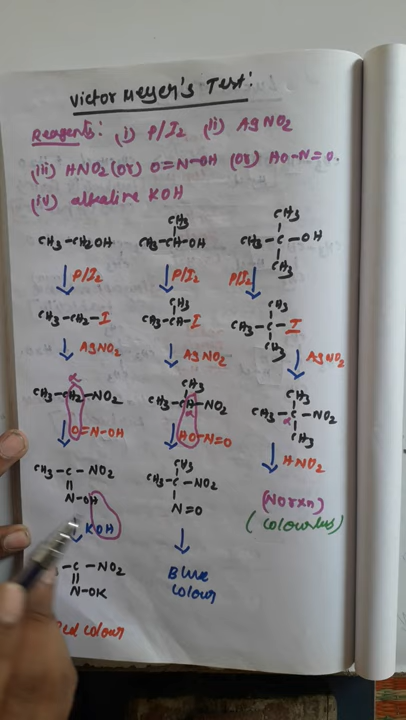 Victor Meyer's Test:
Reagents: (i) P/I2 (ii) AgNO2
(iii) HNO2 (or) O=N-OH (or) HO-N=O.
(iv) alkaline KOH
CH3 CH3
CH3-CH2OH CH3-CH-OH CH3-C-OH
CH3
P/I2 P/I2 P/I2
CH3 CH3
CH3-CH2-I CH3-CH-I CH3-C-I
CH3
AgNO2 AgNO2 AgNO2
α CH3 CH3
CH3-CH2-NO2 CH3-CH-NO2 CH3-C-NO2
α α CH3
O=N-OH HO-N=O HNO2
CH3
CH3-C-NO2 CH3-C-NO2 (No rxn)
N-OH N=O (colourless)
KOH
C-NO2 Blue
N-OK colour
colour